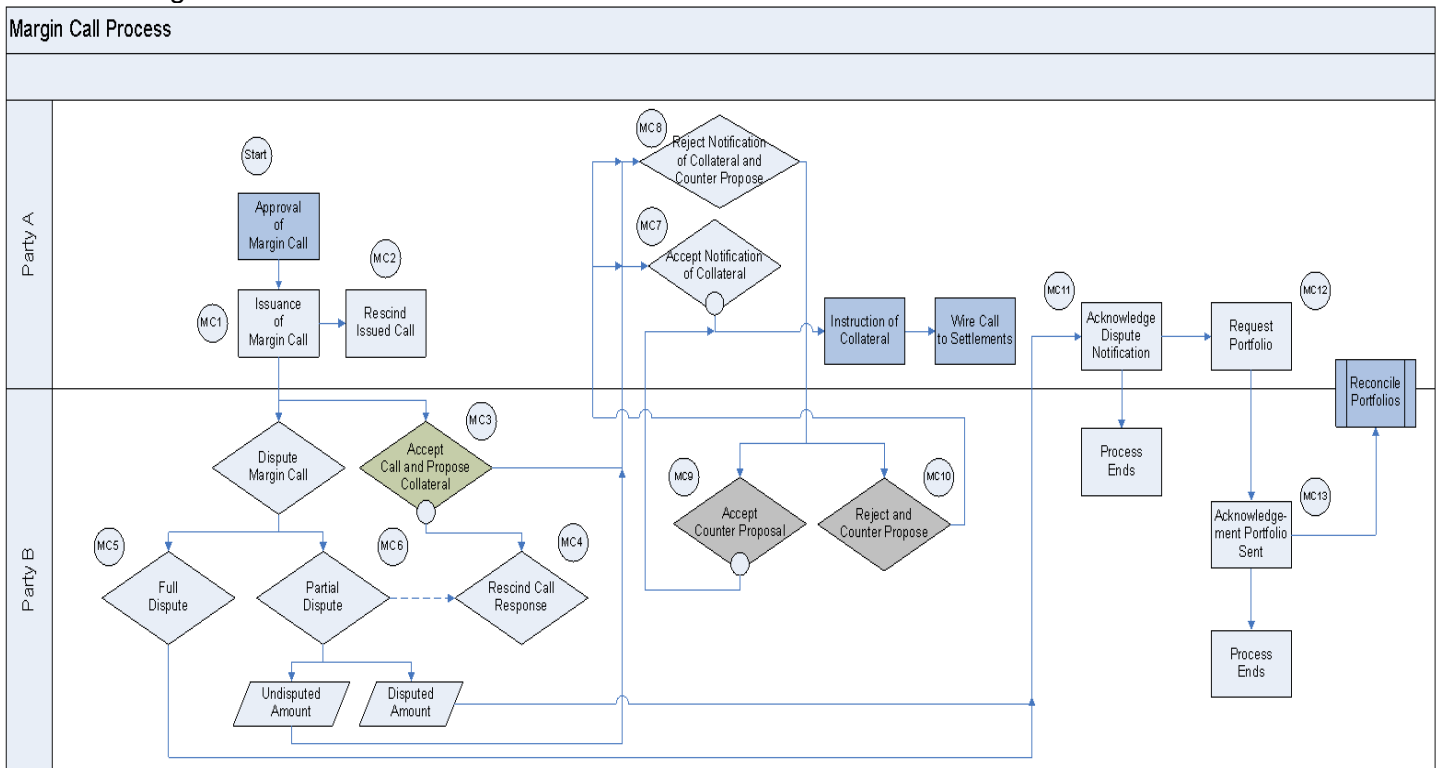 Margin Call Process
Party A
Start
Approval
of
Margin Call
MC2
MC1
Issuance
of
Margin Call
Rescind
Issued Call
MC8
Reject Notification
of Collateral and
Counter Propose
MC7
Accept Notification
of Collateral
Instruction of
Collateral
Wire Call
to Settlements
MC11
Acknowledge
Dispute
Notification
MC12
Request
Portfolio
Reconcile
Portfolios
Party B
Dispute
Margin Call
MC3
Accept
Call and Propose
Collateral
MC5
Full
Dispute
MC6
Partial
Dispute
MC4
Rescind Call
Response
Undisputed
Amount
Disputed
Amount
MC9
Accept
Counter Proposal
MC10
Reject and
Counter Propose
Process
Ends
MC13
Acknowledge-
ment Portfolio
Sent
Process
Ends